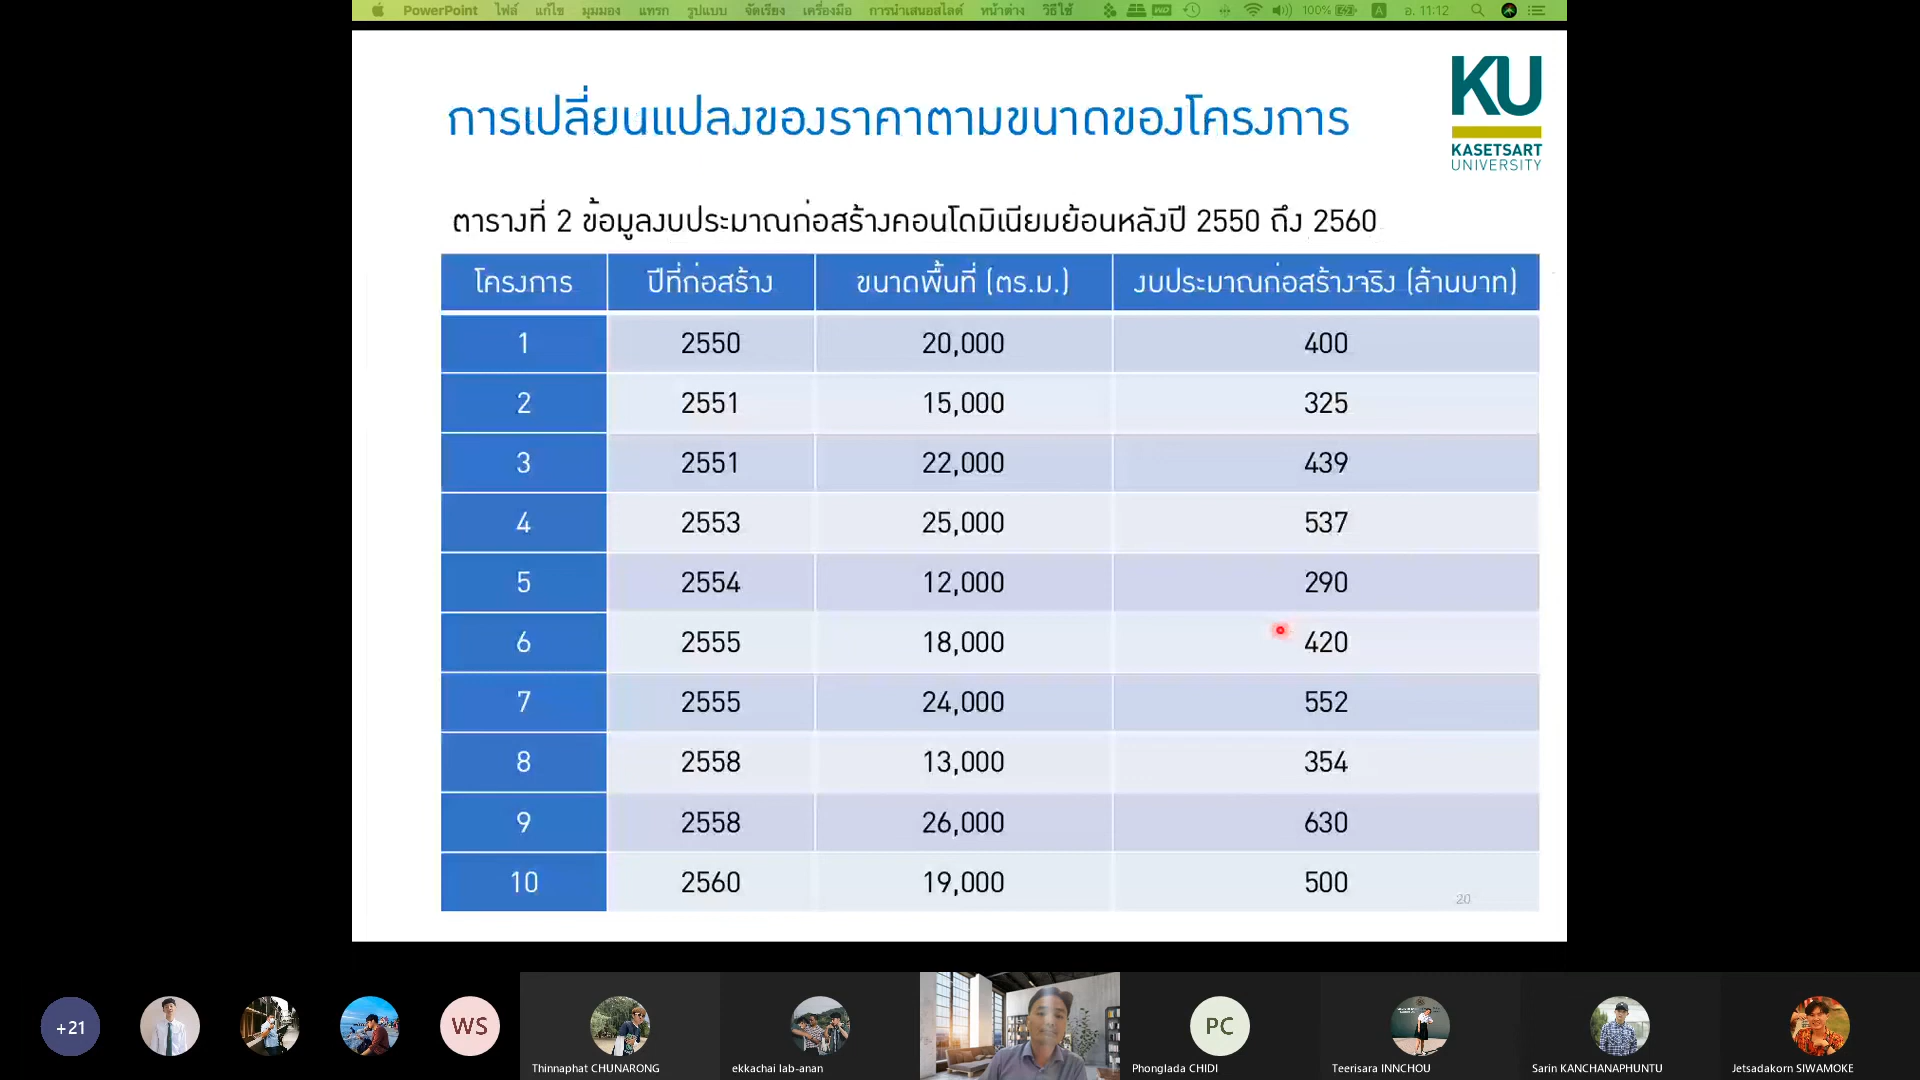 PowerPoint ไฟล์ แก้ไข มุมมอง แทรก รูปแบบ จัดเรียง เครื่องมือ การนำเสนอสไลด์ หน้าต่าง วิธีใช้ 100% A อ. 11:12
การเปลี่ยนแปลงของราคาตามขนาดของโครงการ
KU
KASETSART
UNIVERSITY
ตารางที่ 2 ข้อมูลงบประมาณก่อสร้างคอนโดมิเนียมย้อนหลังปี 2550 ถึง 2560
โครงการ ปีที่ก่อสร้าง ขนาดพื้นที่ (ตร.ม.) งบประมาณก่อสร้างจริง (ล้านบาท)
1 2550 20,000 400
2 2551 15,000 325
3 2551 22,000 439
4 2553 25,000 537
5 2554 12,000 290
6 2555 18,000 420
7 2555 24,000 552
8 2558 13,000 354
9 2558 26,000 630
10 2560 19,000 500
20
+21 WS PC
Thinnaphat CHUNARONG ekkachai lab-anan Phonglada CHIDI Teerisara INNCHOU Sarin KANCHANAPHUNTU Jetsadakorn SIWAMOKE